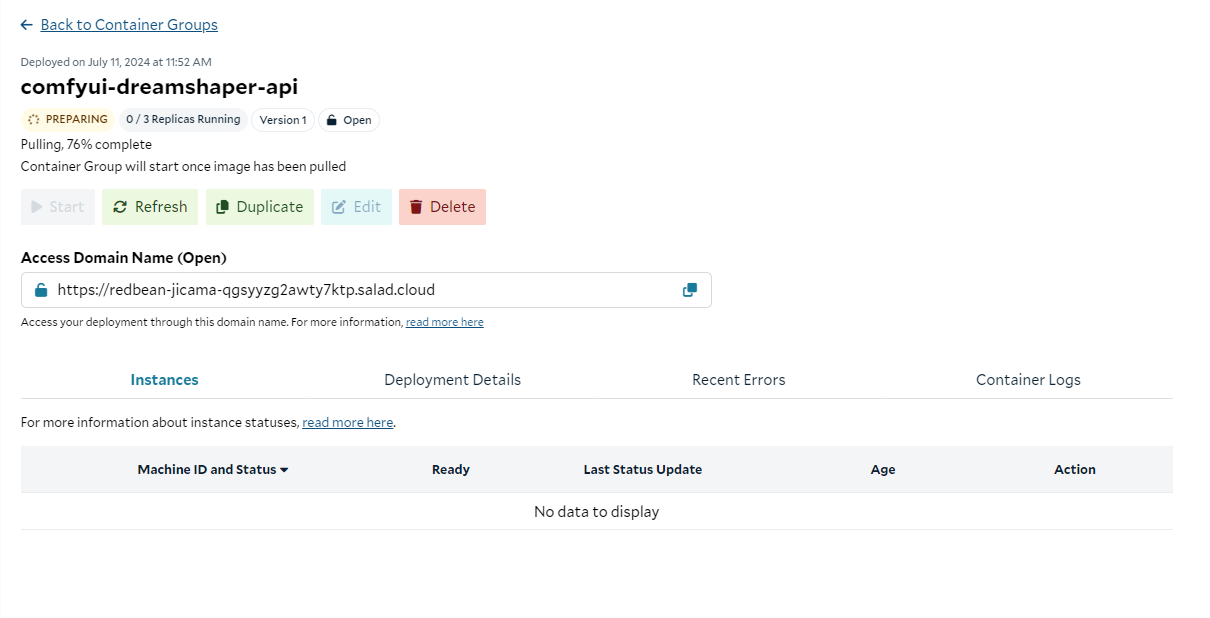 Back to Container Groups
Deployed on July 11, 2024 at 11:52 AM
comfyui-dreamshaper-api
PREPARING 0 / 3 Replicas Running Version 1 Open
Pulling, 76% complete
Container Group will start once image has been pulled
Start Refresh Duplicate Edit Delete
Access Domain Name (Open)
https://redbean-jicama-qgsyyzg2awty7ktp.salad.cloud
Access your deployment through this domain name. For more information, read more here
Instances Deployment Details Recent Errors Container Logs
For more information about instance statuses, read more here.
Machine ID and Status Ready Last Status Update Age Action
No data to display